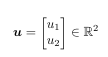 𝒖 = [u₁ u₂] ∈ ℝ²